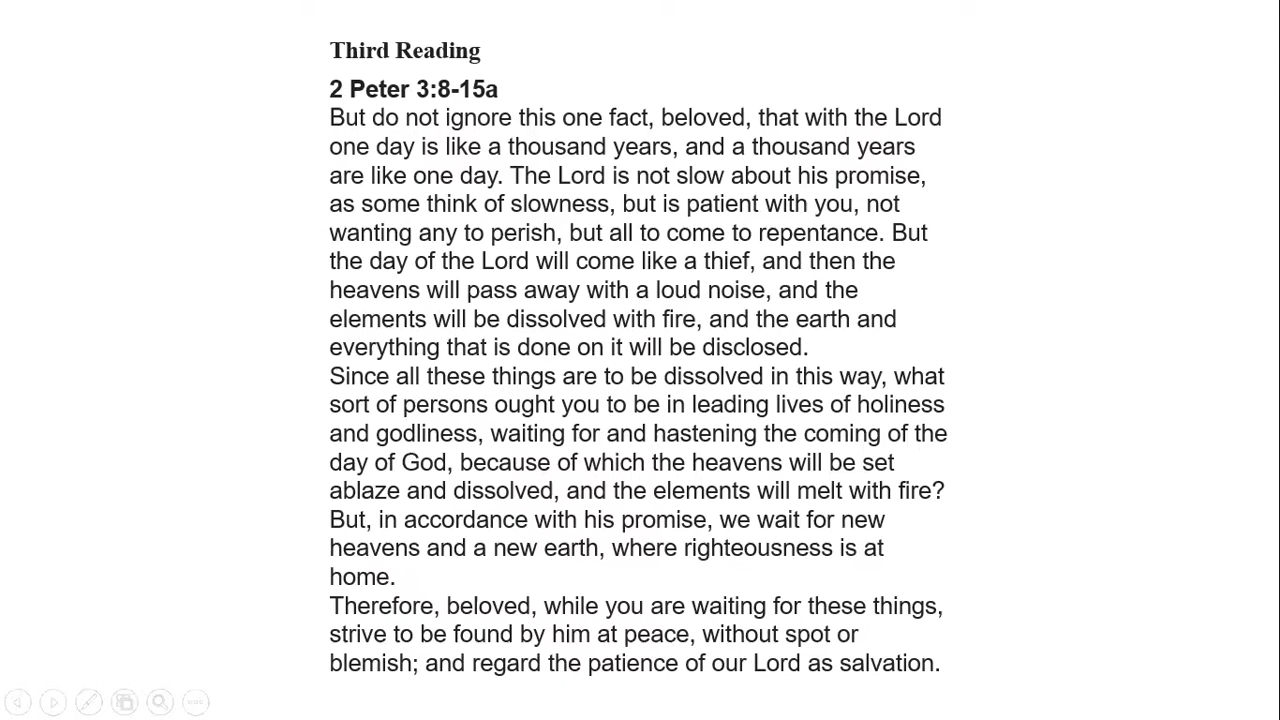 Third Reading
2 Peter 3:8-15a
But do not ignore this one fact, beloved, that with the Lord
one day is like a thousand years, and a thousand years
are like one day. The Lord is not slow about his promise,
as some think of slowness, but is patient with you, not
wanting any to perish, but all to come to repentance. But
the day of the Lord will come like a thief, and then the
heavens will pass away with a loud noise, and the
elements will be dissolved with fire, and the earth and
everything that is done on it will be disclosed.
Since all these things are to be dissolved in this way, what
sort of persons ought you to be in leading lives of holiness
and godliness, waiting for and hastening the coming of the
day of God, because of which the heavens will be set
ablaze and dissolved, and the elements will melt with fire?
But, in accordance with his promise, we wait for new
heavens and a new earth, where righteousness is at
home.
Therefore, beloved, while you are waiting for these things,
strive to be found by him at peace, without spot or
blemish; and regard the patience of our Lord as salvation.